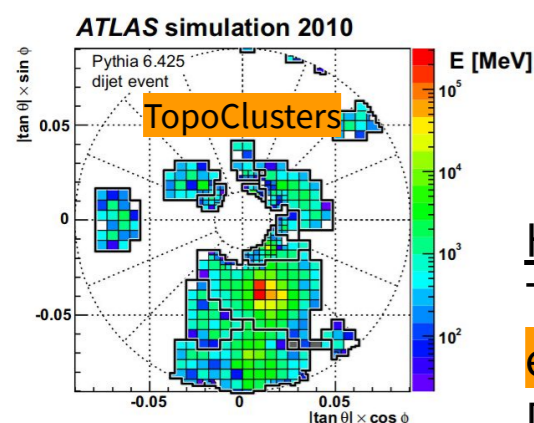 ATLAS simulation 2010
Pythia 6.425
dijet event
TopoClusters
E [MeV]
|tan θ| × sin ϕ
0.05
0
-0.05
10⁵
10⁴
10³
10²
-0.05
0
0.05
|tan θ| × cos ϕ